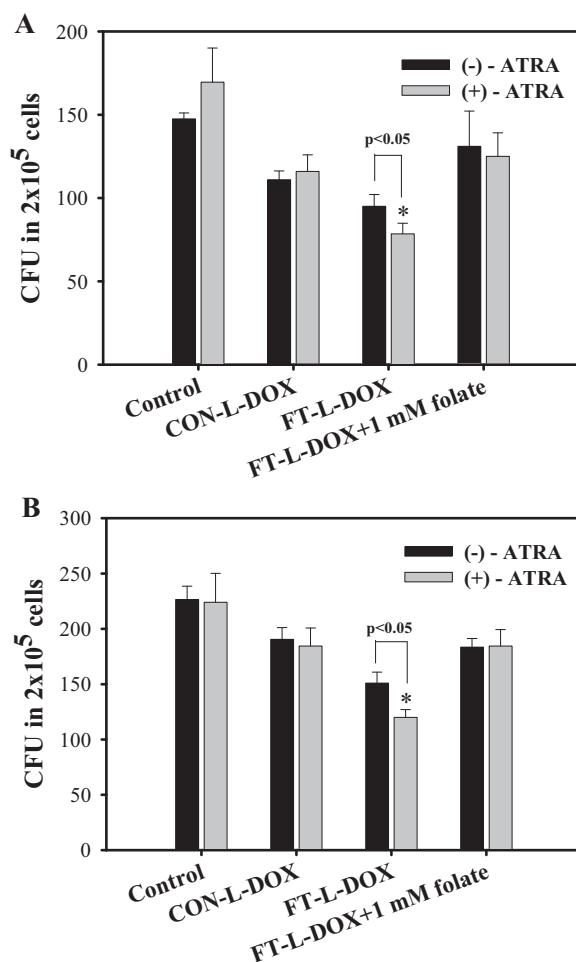 A
200
150
100
50
0
CFU in 2x10⁵ cells
(-) - ATRA
(+) - ATRA
p<0.05
*
Control
CON-L-DOX
FT-L-DOX
FT-L-DOX+1 mM folate
B
300
250
200
150
100
50
0
CFU in 2x10⁵ cells
(-) - ATRA
(+) - ATRA
p<0.05
*
Control
CON-L-DOX
FT-L-DOX
FT-L-DOX+1 mM folate